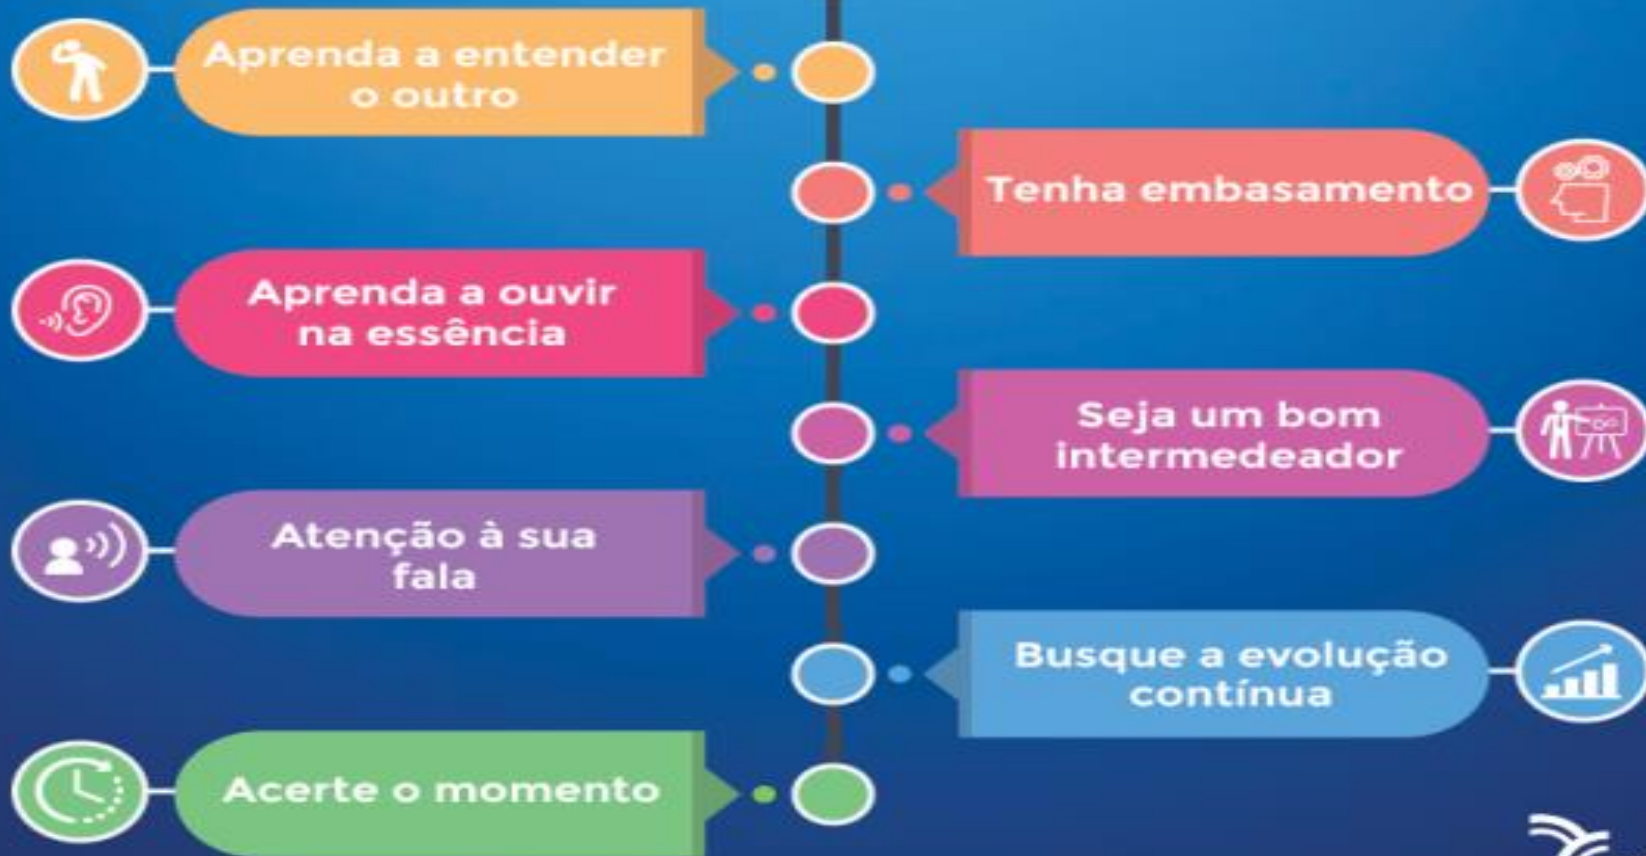 Aprenda a entender
o outro
Tenha embasamento
Aprenda a ouvir
na essência
Seja um bom
intermedeador
Atenção à sua
fala
Busque a evolução
contínua
Acerte o momento